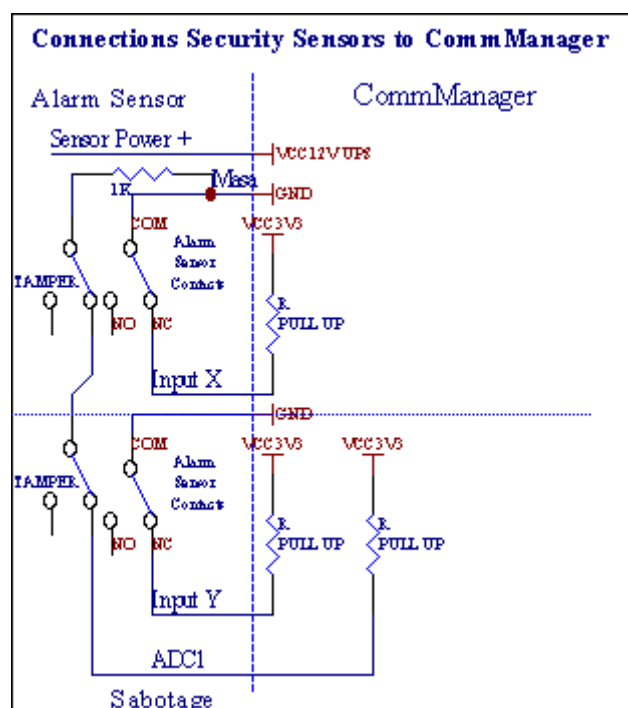 Connections Security Sensors to CommManager
Alarm Sensor
CommManager
Sensor Power +
VCC12V UPS
1K
Masa
GND
COM
VCC3V3
Alarm
Sensor
Contacts
TAMPER
NO
NC
R
PULL UP
Input X
GND
COM
VCC3V3
VCC3V3
Alarm
Sensor
Contacts
TAMPER
NO
NC
R
PULL UP
R
PULL UP
Input Y
ADC1
Sabotage